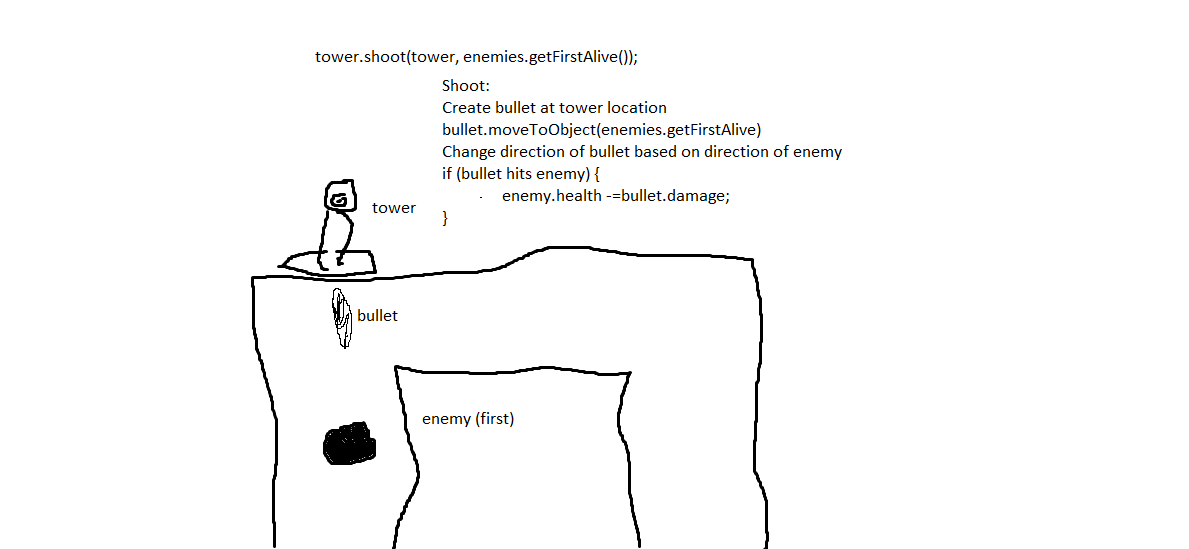 tower.shoot(tower, enemies.getFirstAlive());
Shoot:
Create bullet at tower location
bullet.moveToObject(enemies.getFirstAlive)
Change direction of bullet based on direction of enemy
if (bullet hits enemy) {
enemy.health -=bullet.damage;
}
tower
bullet
enemy (first)